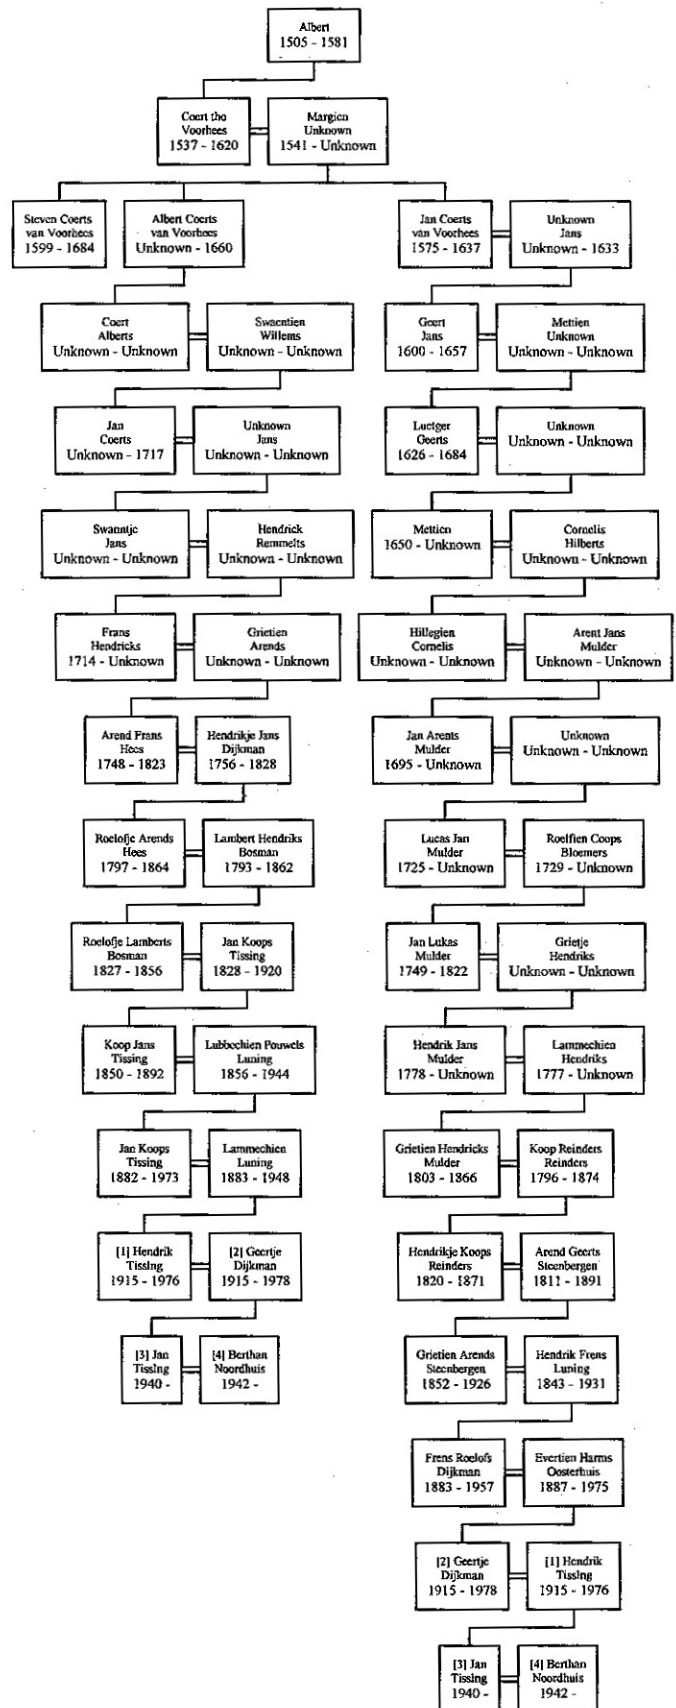 Albert
1505 - 1581
Coert tho
Voorhees
1537 - 1620
Margien
Unknown
1541 - Unknown
Steven Coerts
van Voorhees
1599 - 1684
Albert Coerts
van Voorhees
Unknown - 1660
Jan Coerts
van Voorhees
1575 - 1637
Unknown
Jans
Unknown - 1633
Coert
Alberts
Unknown - Unknown
Swaentien
Willems
Unknown - Unknown
Geert
Jans
1600 - 1657
Mettien
Unknown
Unknown - Unknown
Jan
Coerts
Unknown - 1717
Unknown
Jans
Unknown - Unknown
Luetger
Geerts
1626 - 1684
Unknown
Unknown - Unknown
Swanntje
Jans
Unknown - Unknown
Hendrick
Remmelts
Unknown - Unknown
Mettien
1650 - Unknown
Cornelis
Hilberts
Unknown - Unknown
Frans
Hendricks
1714 - Unknown
Grietien
Arends
Unknown - Unknown
Hillegien
Cornelis
Unknown - Unknown
Arent Jans
Mulder
Unknown - Unknown
Arend Frans
Hees
1748 - 1823
Hendrikje Jans
Dijkman
1756 - 1828
Jan Arents
Mulder
1695 - Unknown
Unknown
Unknown - Unknown
Roelofje Arends
Hees
1797 - 1864
Lambert Hendriks
Bosman
1793 - 1862
Lucas Jan
Mulder
1725 - Unknown
Roelfien Coops
Bloemers
1729 - Unknown
Roelofje Lamberts
Bosman
1827 - 1856
Jan Koops
Tissing
1828 - 1920
Jan Lukas
Mulder
1749 - 1822
Grietje
Hendriks
Unknown - Unknown
Koop Jans
Tissing
1850 - 1892
Lubbechien Pouwels
Luning
1856 - 1944
Hendrik Jans
Mulder
1778 - Unknown
Lammechien
Hendriks
1777 - Unknown
Jan Koops
Tissing
1882 - 1973
Lammechien
Luning
1883 - 1948
Grietien Hendricks
Mulder
1803 - 1866
Koop Reinders
Reinders
1796 - 1874
[1] Hendrik
Tissing
1915 - 1976
[2] Geertje
Dijkman
1915 - 1978
Hendrikje Koops
Reinders
1820 - 1871
Arend Geerts
Steenbergen
1811 - 1891
[3] Jan
Tissing
1940 -
[4] Berthan
Noordhuis
1942 -
Grietien Arends
Steenbergen
1852 - 1926
Hendrik Frens
Luning
1843 - 1931
Frens Roelofs
Dijkman
1883 - 1957
Evertien Harms
Oosterhuis
1887 - 1975
[2] Geertje
Dijkman
1915 - 1978
[1] Hendrik
Tissing
1915 - 1976
[3] Jan
Tissing
1940 -
[4] Berthan
Noordhuis
1942 -